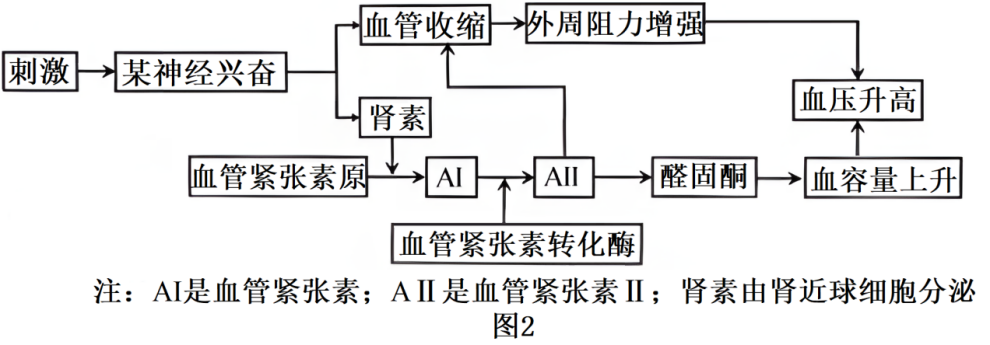 血管收缩
外周阻力增强
刺激
某神经兴奋
血压升高
肾素
血管紧张素原
AI
AII
醛固酮
血容量上升
血管紧张素转化酶
注：AI是血管紧张素；AⅡ是血管紧张素Ⅱ；肾素由肾近球细胞分泌
图2